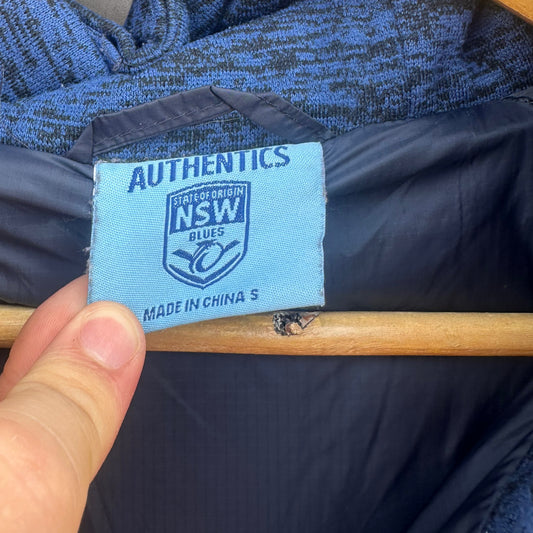 AUTHENTICS
STATE OF ORIGIN
NSW
BLUES
MADE IN CHINA S